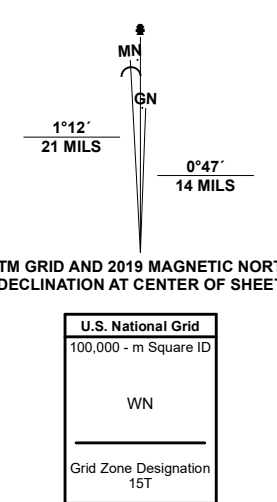 MN
GN
1°12´
21 MILS
0°47´
14 MILS
TM GRID AND 2019 MAGNETIC NORT
DECLINATION AT CENTER OF SHEET
U.S. National Grid
100,000 - m Square ID
WN
Grid Zone Designation
15T